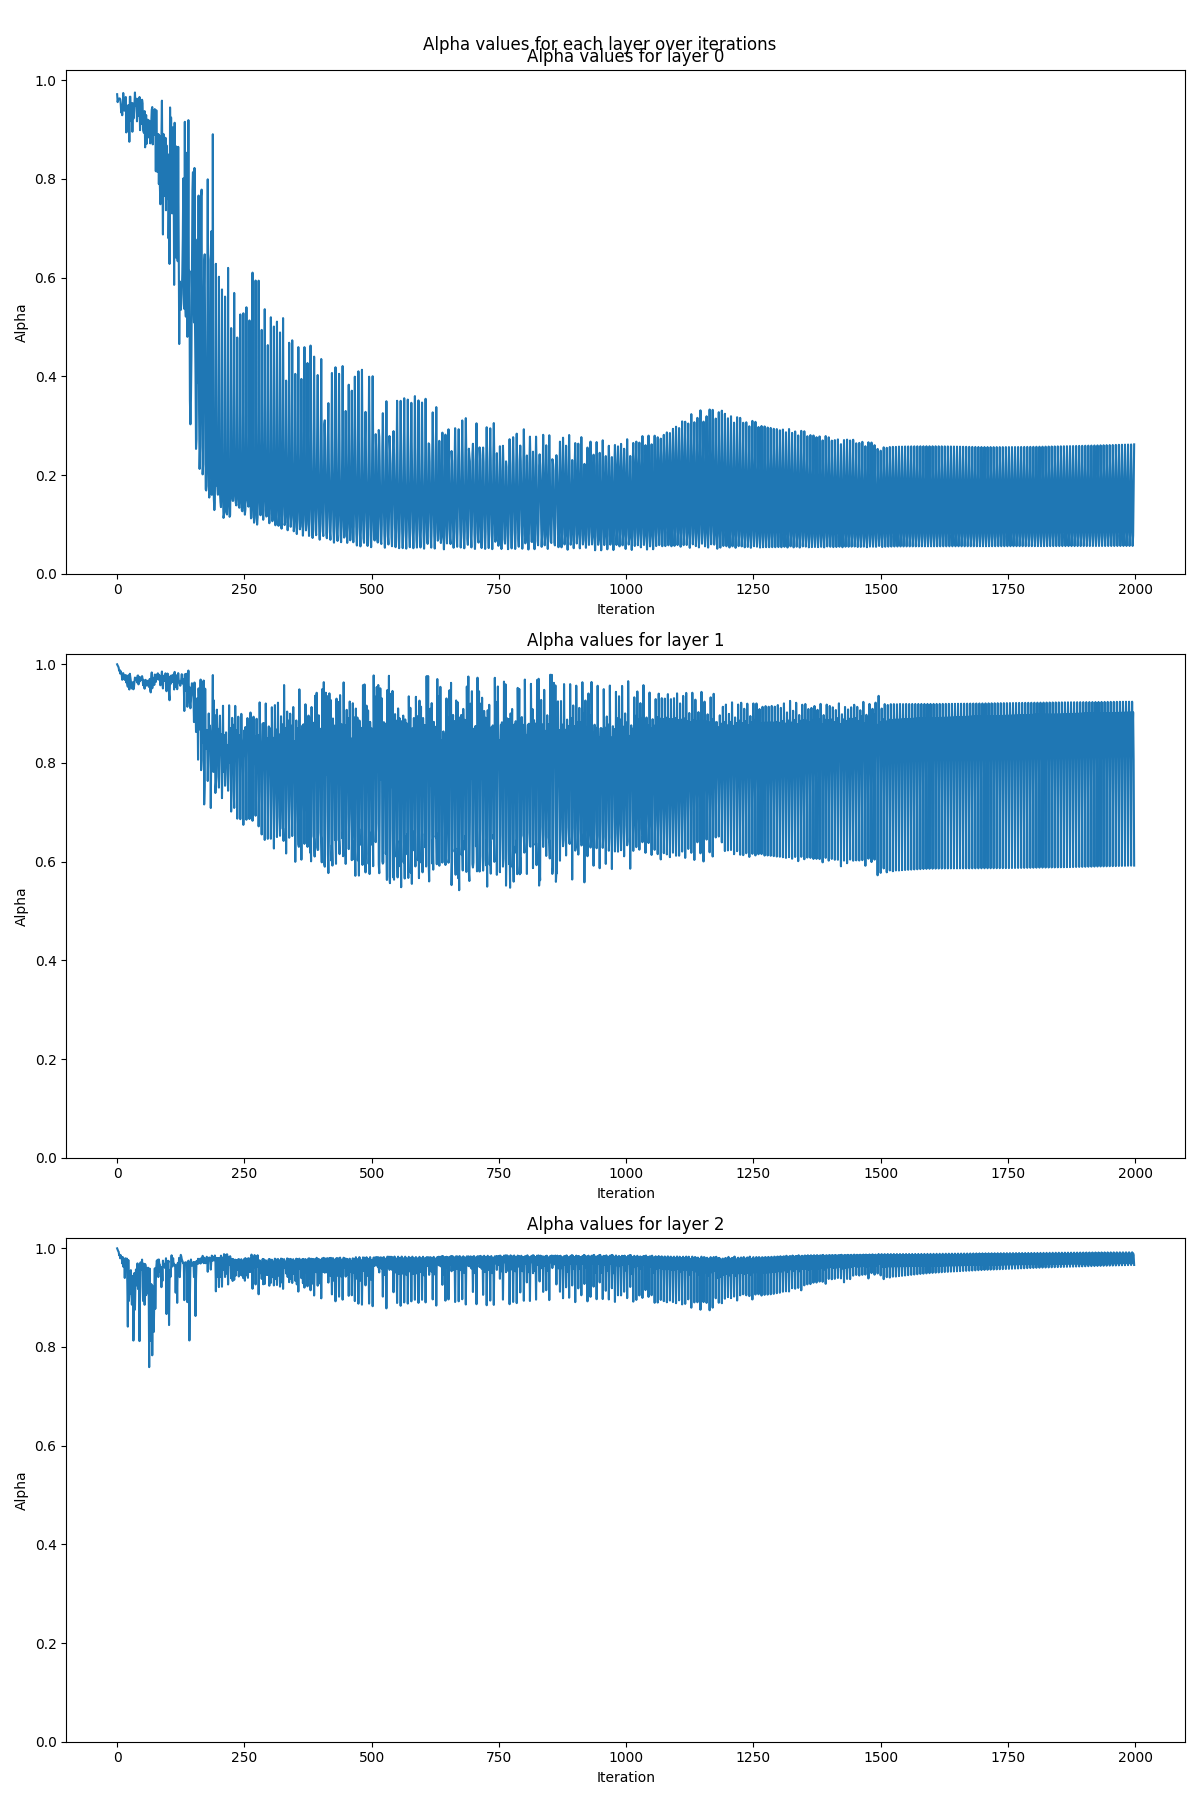 Alpha values for each layer over iterations
Alpha values for layer 0
1.0
0.8
0.6
0.4
0.2
0.0
Alpha
0 250 500 750 1000 1250 1500 1750 2000
Iteration
Alpha values for layer 1
1.0
0.8
0.6
0.4
0.2
0.0
Alpha
0 250 500 750 1000 1250 1500 1750 2000
Iteration
Alpha values for layer 2
1.0
0.8
0.6
0.4
0.2
0.0
Alpha
0 250 500 750 1000 1250 1500 1750 2000
Iteration